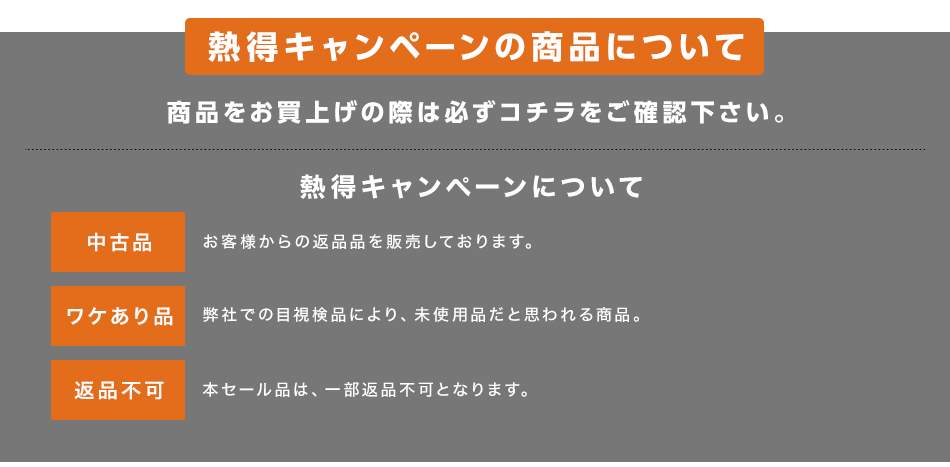 熱得キャンペーンの商品について
商品をお買上げの際は必ずコチラをご確認下さい。
熱得キャンペーンについて
中古品
お客様からの返品品を販売しております。
ワケあり品
弊社での目視検品により、未使用品だと思われる商品。
返品不可
本セール品は、一部返品不可となります。